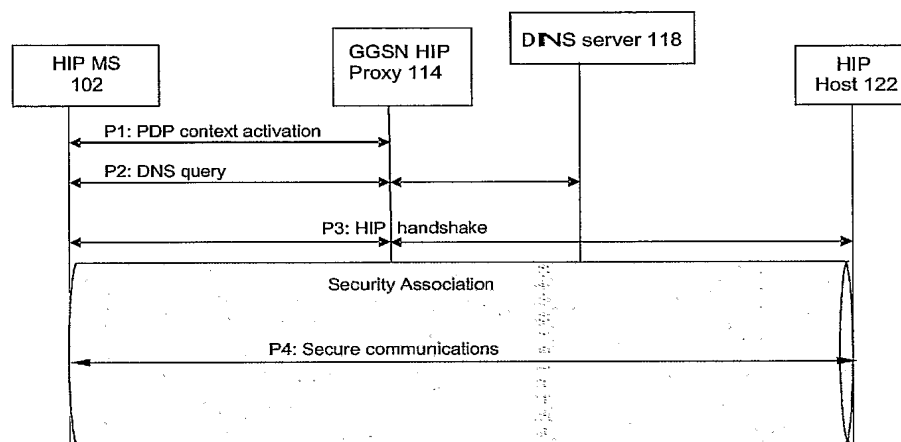 HIP MS
102
GGSN HIP
Proxy 114
DNS server 118
HIP
Host 122
P1: PDP context activation
P2: DNS query
P3: HIP handshake
Security Association
P4: Secure communications